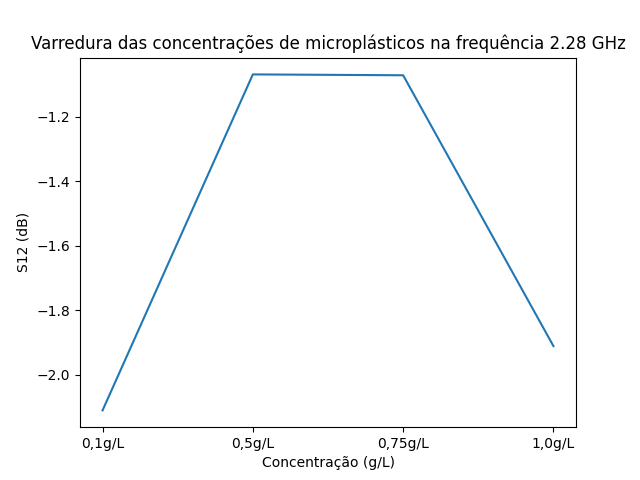 Varredura das concentrações de microplásticos na frequência 2.28 GHz
−1.2
−1.4
−1.6
−1.8
−2.0
S12 (dB)
0,1g/L 0,5g/L 0,75g/L 1,0g/L
Concentração (g/L)